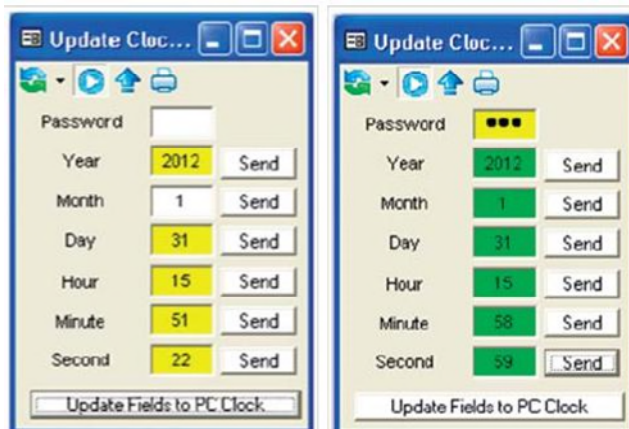 Update Cloc...
Password
Year 2012 Send
Month 1 Send
Day 31 Send
Hour 15 Send
Minute 51 Send
Second 22 Send
Update Fields to PC Clock
Update Cloc...
Password •••
Year 2012 Send
Month 1 Send
Day 31 Send
Hour 15 Send
Minute 58 Send
Second 59 Send
Update Fields to PC Clock